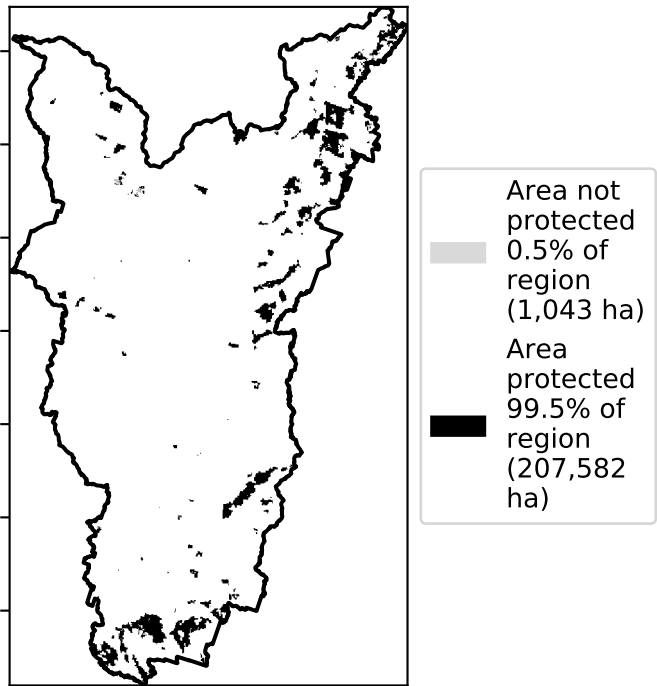 Area not
protected
0.5% of
region
(1,043 ha)
Area
protected
99.5% of
region
(207,582
ha)